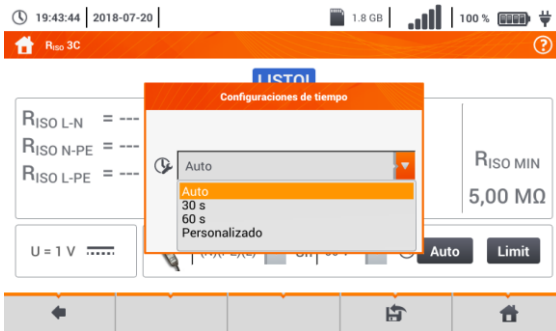 19:43:44 2018-07-20 1.8 GB 100 %
RISO 3C
LISTO!
Configuraciones de tiempo
RISO L-N = ---
RISO N-PE = ---
RISO L-PE = ---
Auto
Auto
30 s
60 s
Personalizado
RISO MIN
5,00 MΩ
U = 1 V
Auto
Limit